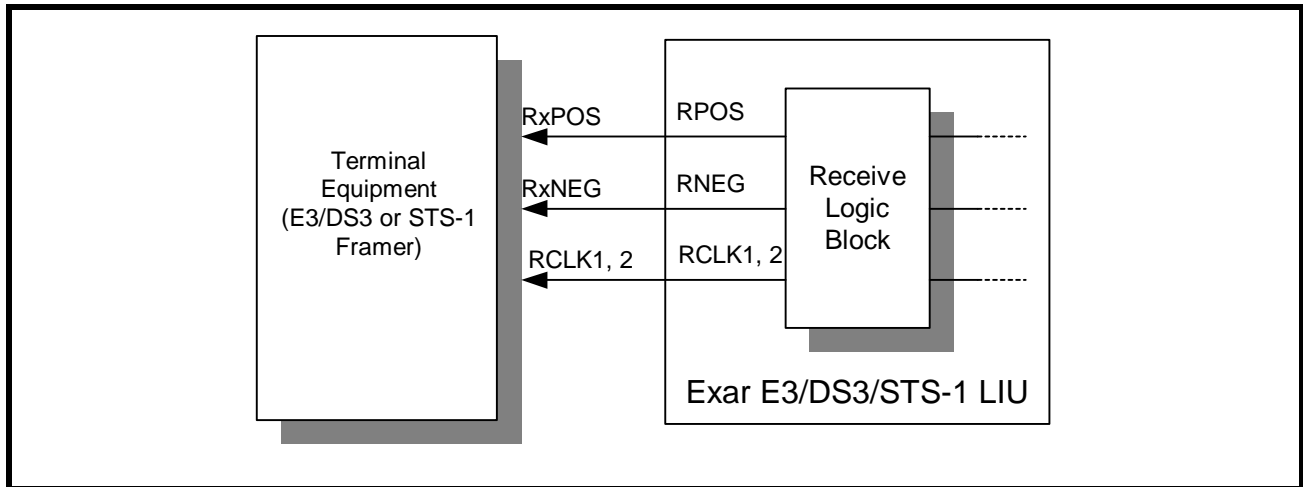 Terminal
Equipment
(E3/DS3 or STS-1
Framer)
RxPOS
RxNEG
RCLK1, 2
RPOS
RNEG
RCLK1, 2
Receive
Logic
Block
Exar E3/DS3/STS-1 LIU